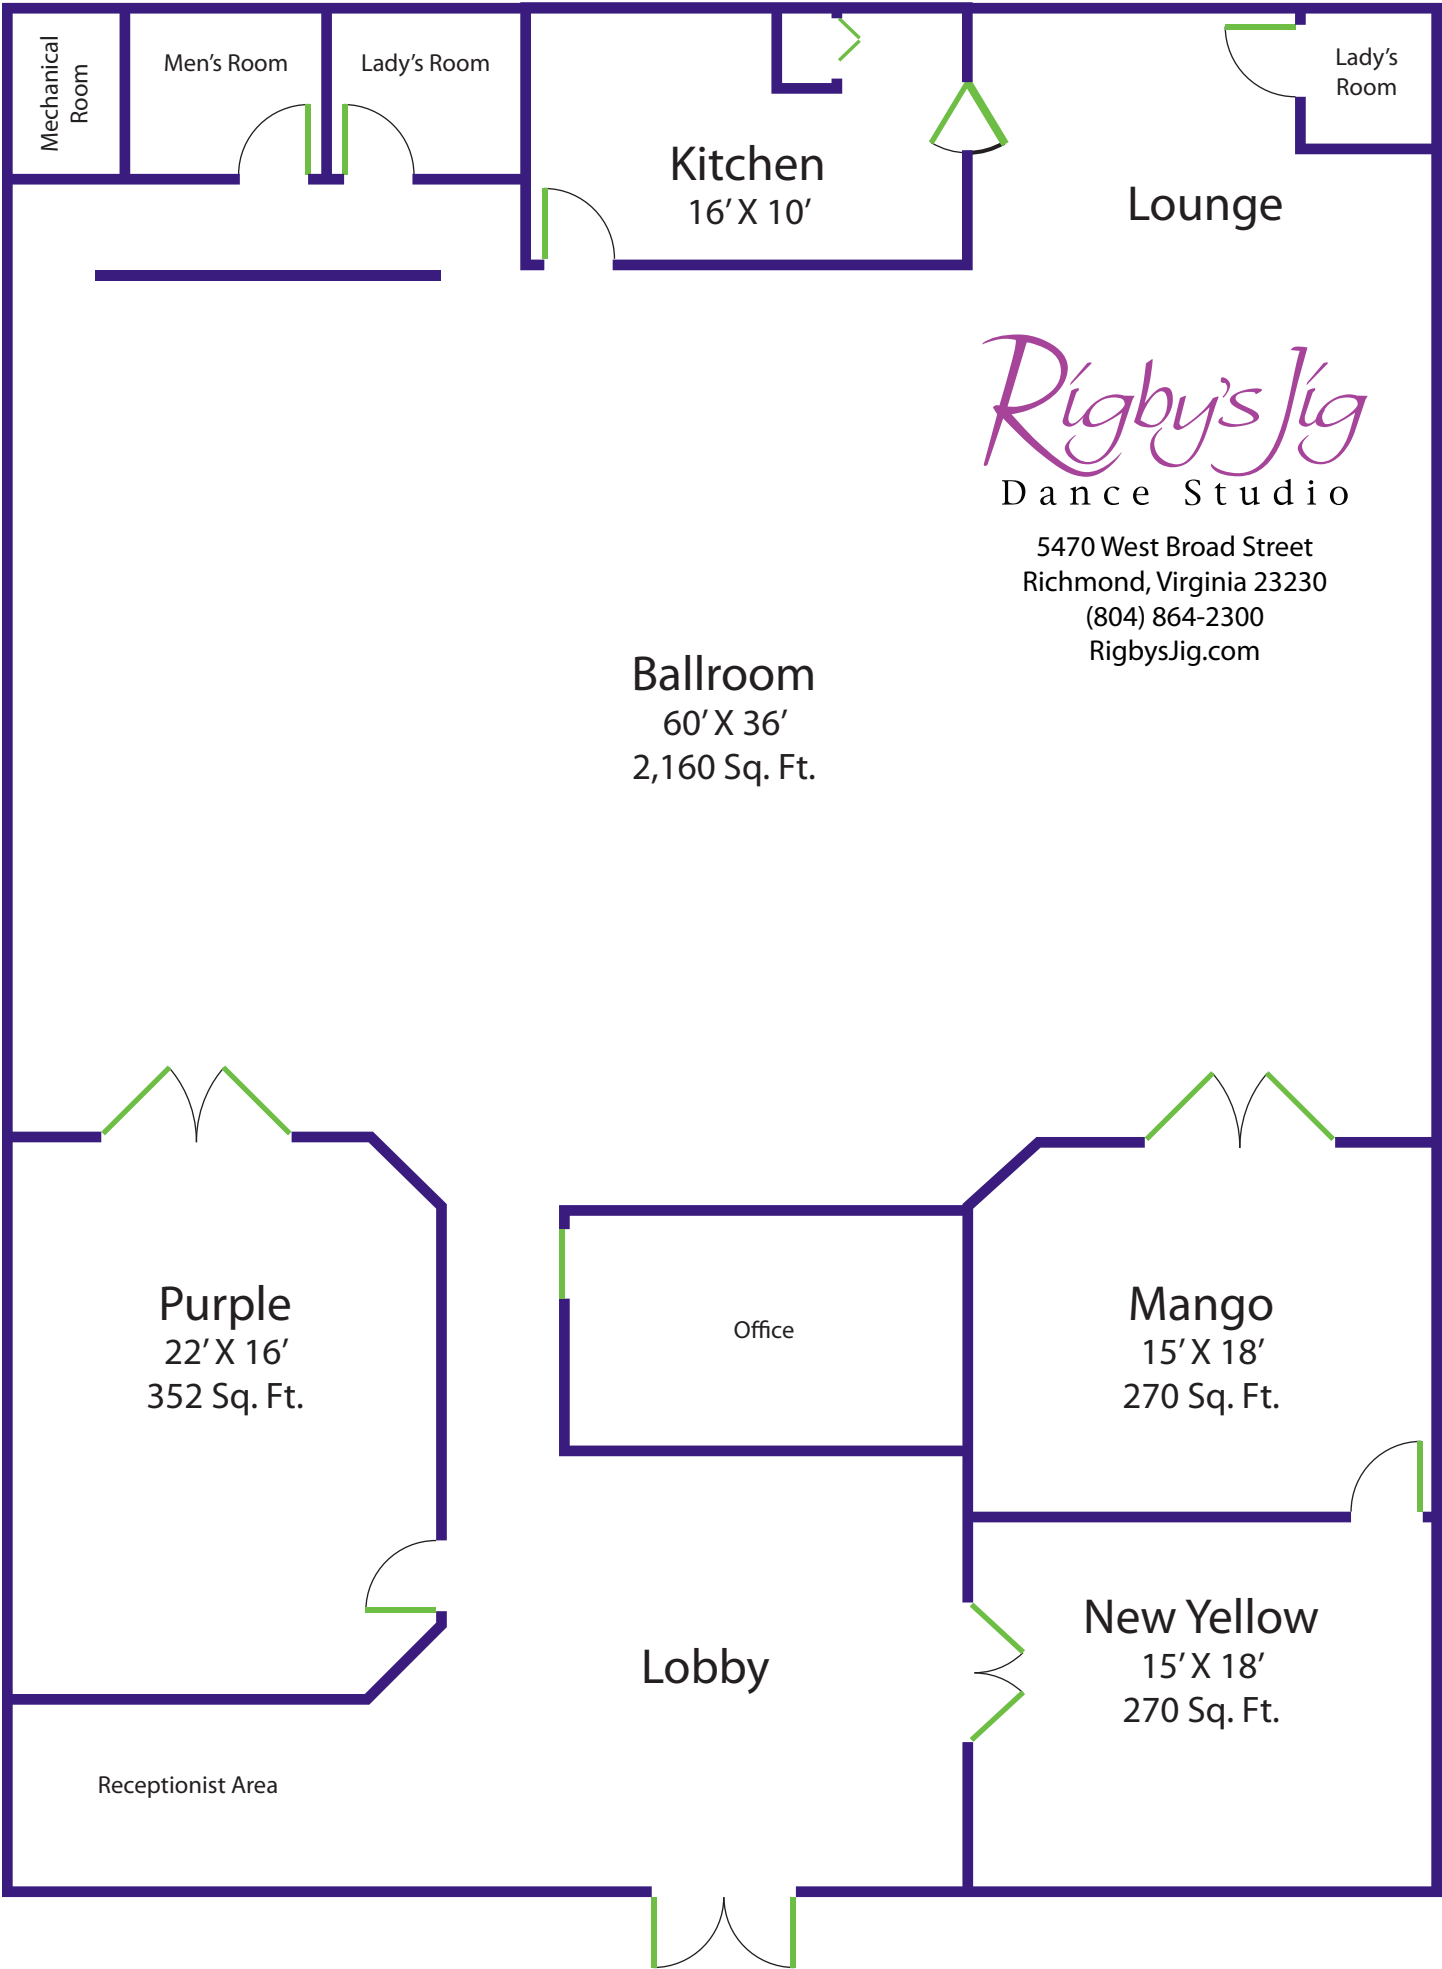 Mechanical
Room
Men's Room
Lady's Room
Lady's
Room
Kitchen
16' X 10'
Lounge
Rigby's Jig
Dance Studio
5470 West Broad Street
Richmond, Virginia 23230
(804) 864-2300
RigbysJig.com
Ballroom
60' X 36'
2,160 Sq. Ft.
Purple
22' X 16'
352 Sq. Ft.
Office
Mango
15' X 18'
270 Sq. Ft.
New Yellow
15' X 18'
270 Sq. Ft.
Lobby
Receptionist Area